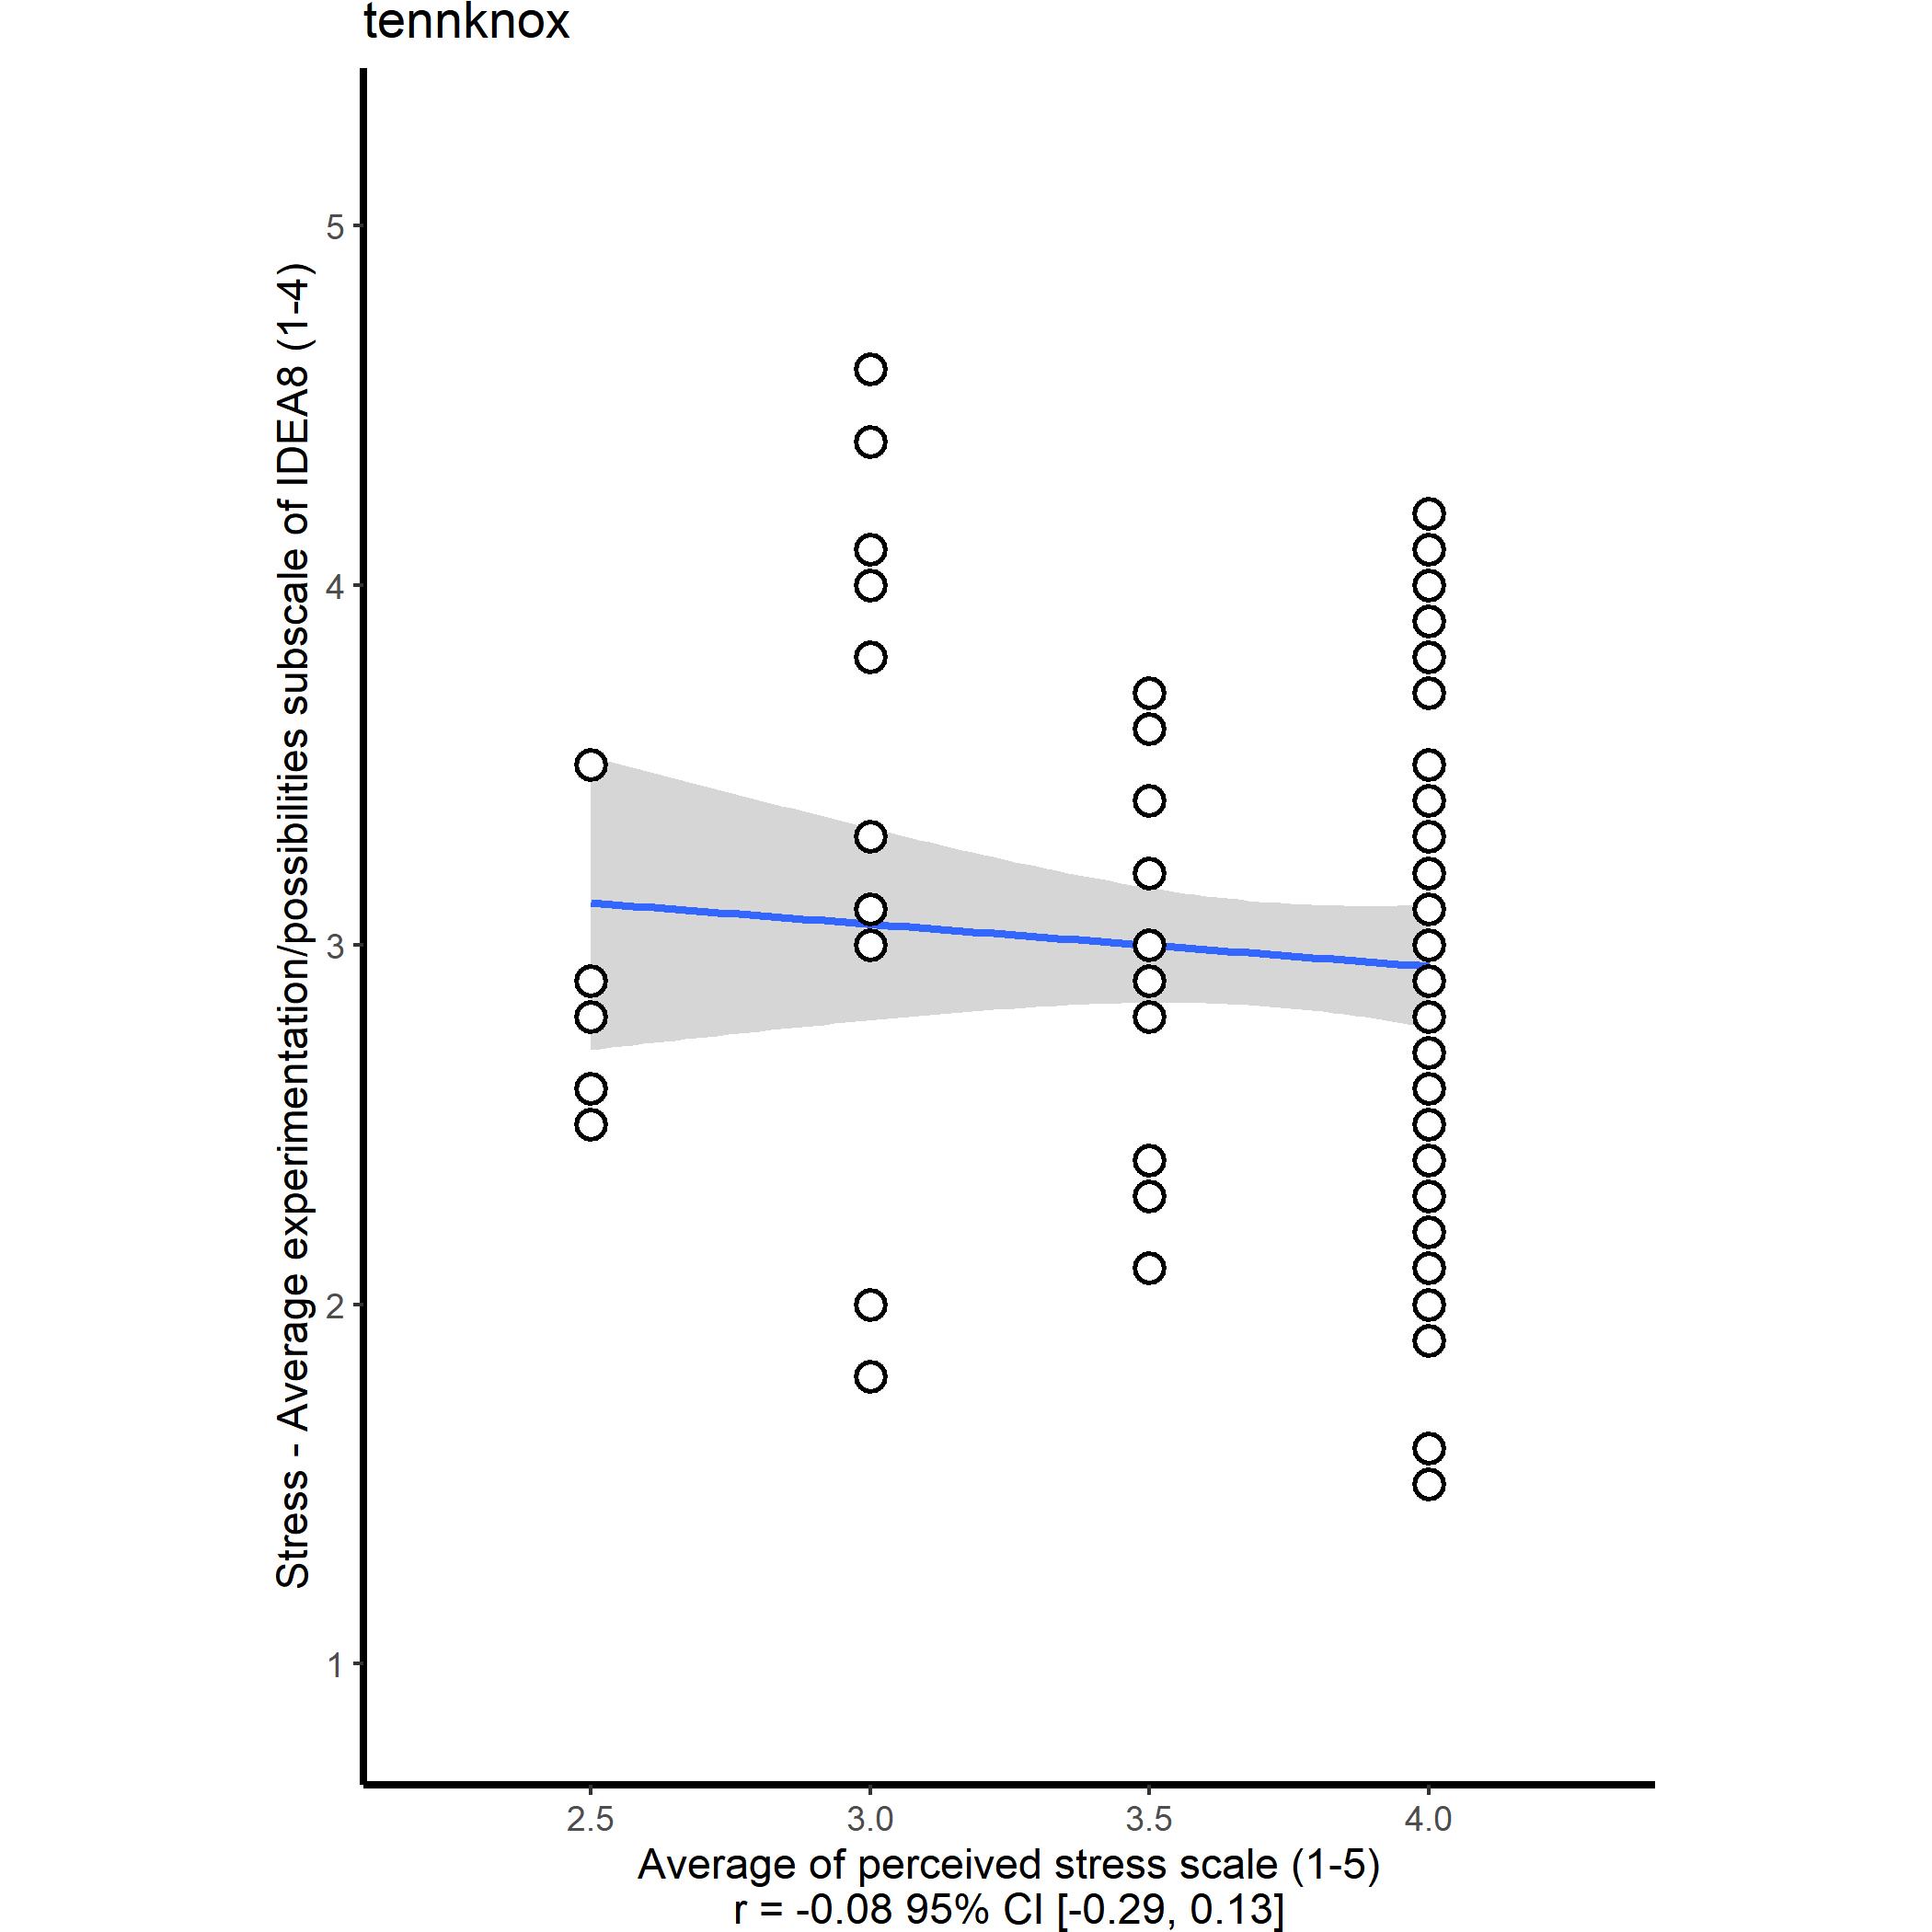 tennknox
Stress - Average experimentation/possibilities subscale of IDEA8 (1-4)
5
4
3
2
1
2.5 3.0 3.5 4.0
Average of perceived stress scale (1-5)
r = -0.08 95% CI [-0.29, 0.13]